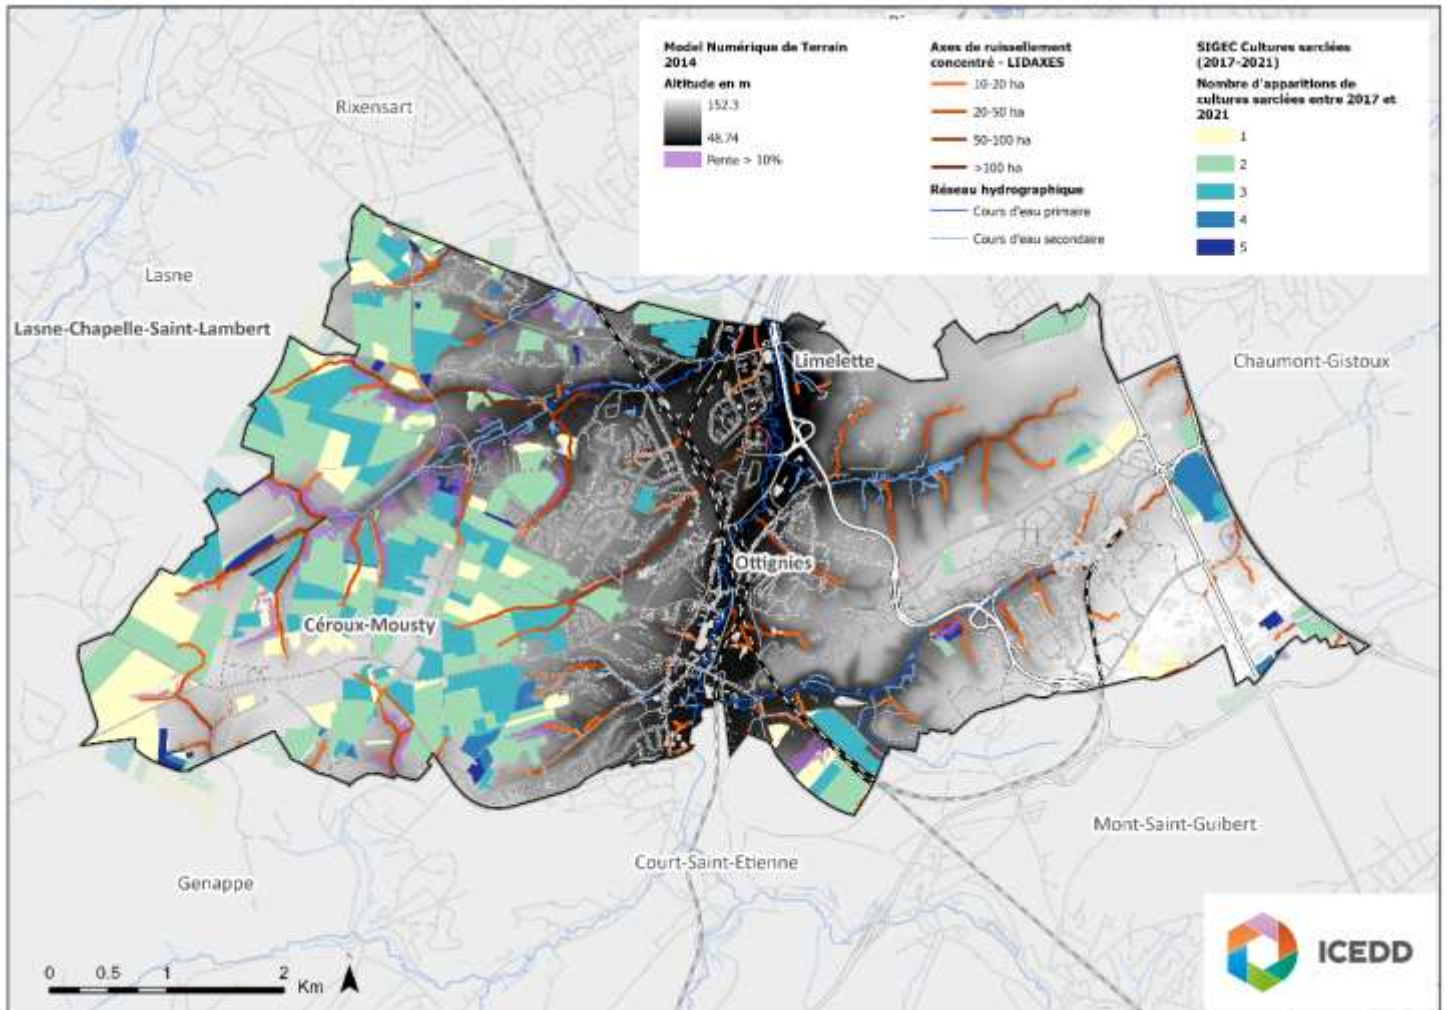 Model Numérique de Terrain
2014
Altitude en m
152.3
48.74
Pente > 10%
Axes de ruissellement
concentré - LIDAXES
10-20 ha
20-50 ha
50-100 ha
>100 ha
Réseau hydrographique
Cours d'eau primaire
Cours d'eau secondaire
SIGEC Cultures sarclées
(2017-2021)
Nombre d'apparitions de
cultures sarclées entre 2017 et
2021
1
2
3
4
5
Rixensart
Lasne
Lasne-Chapelle-Saint-Lambert
Limelette
Chaumont-Gistoux
Ottignies
Céroux-Mousty
Mont-Saint-Guibert
Court-Saint-Etienne
Genappe
0 0.5 1 2
Km
ICEDD